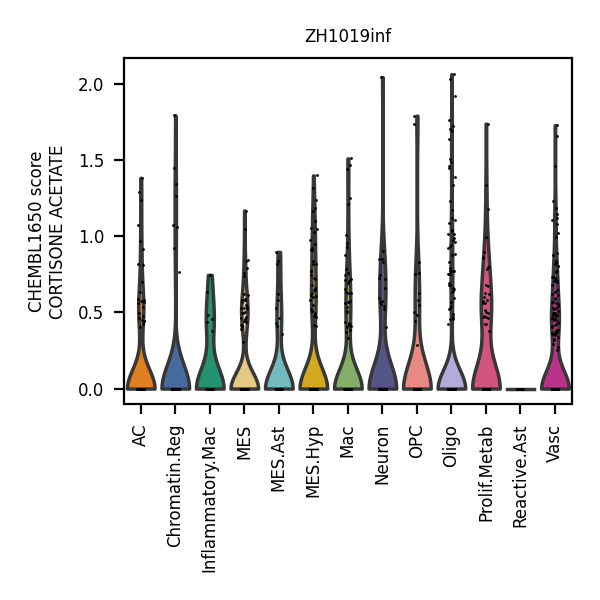 ZH1019inf
CHEMBL1650 score
CORTISONE ACETATE
2.0
1.5
1.0
0.5
0.0
AC
Chromatin.Reg
Inflammatory.Mac
MES
MES.Ast
MES.Hyp
Mac
Neuron
OPC
Oligo
Prolif.Metab
Reactive.Ast
Vasc